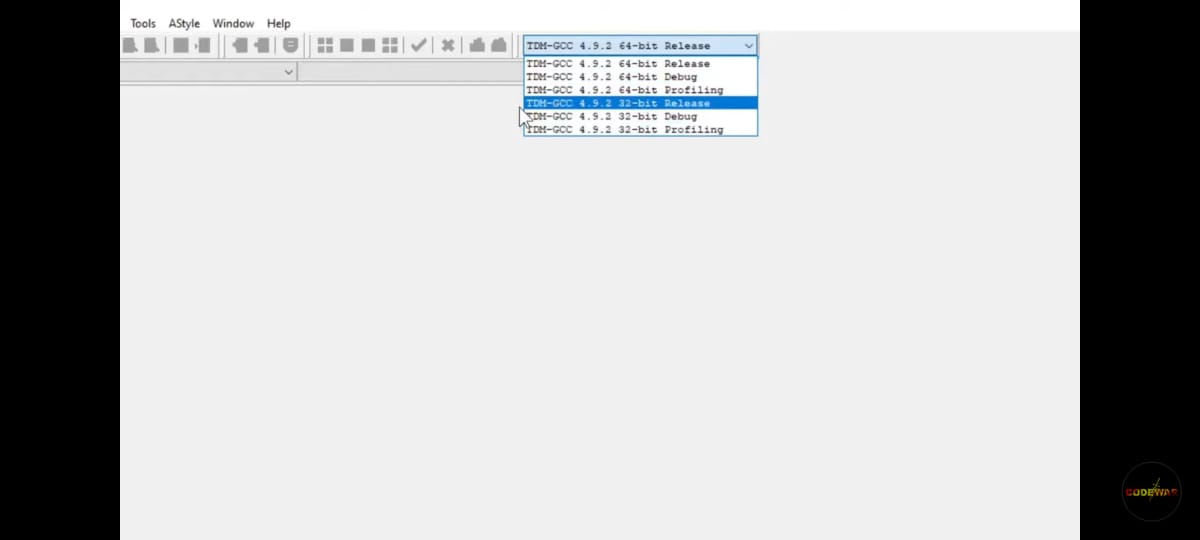 Tools AStyle Window Help
TDM-GCC 4.9.2 64-bit Release
TDM-GCC 4.9.2 64-bit Release
TDM-GCC 4.9.2 64-bit Debug
TDM-GCC 4.9.2 64-bit Profiling
TDM-GCC 4.9.2 32-bit Release
TDM-GCC 4.9.2 32-bit Debug
TDM-GCC 4.9.2 32-bit Profiling
CODEWAR